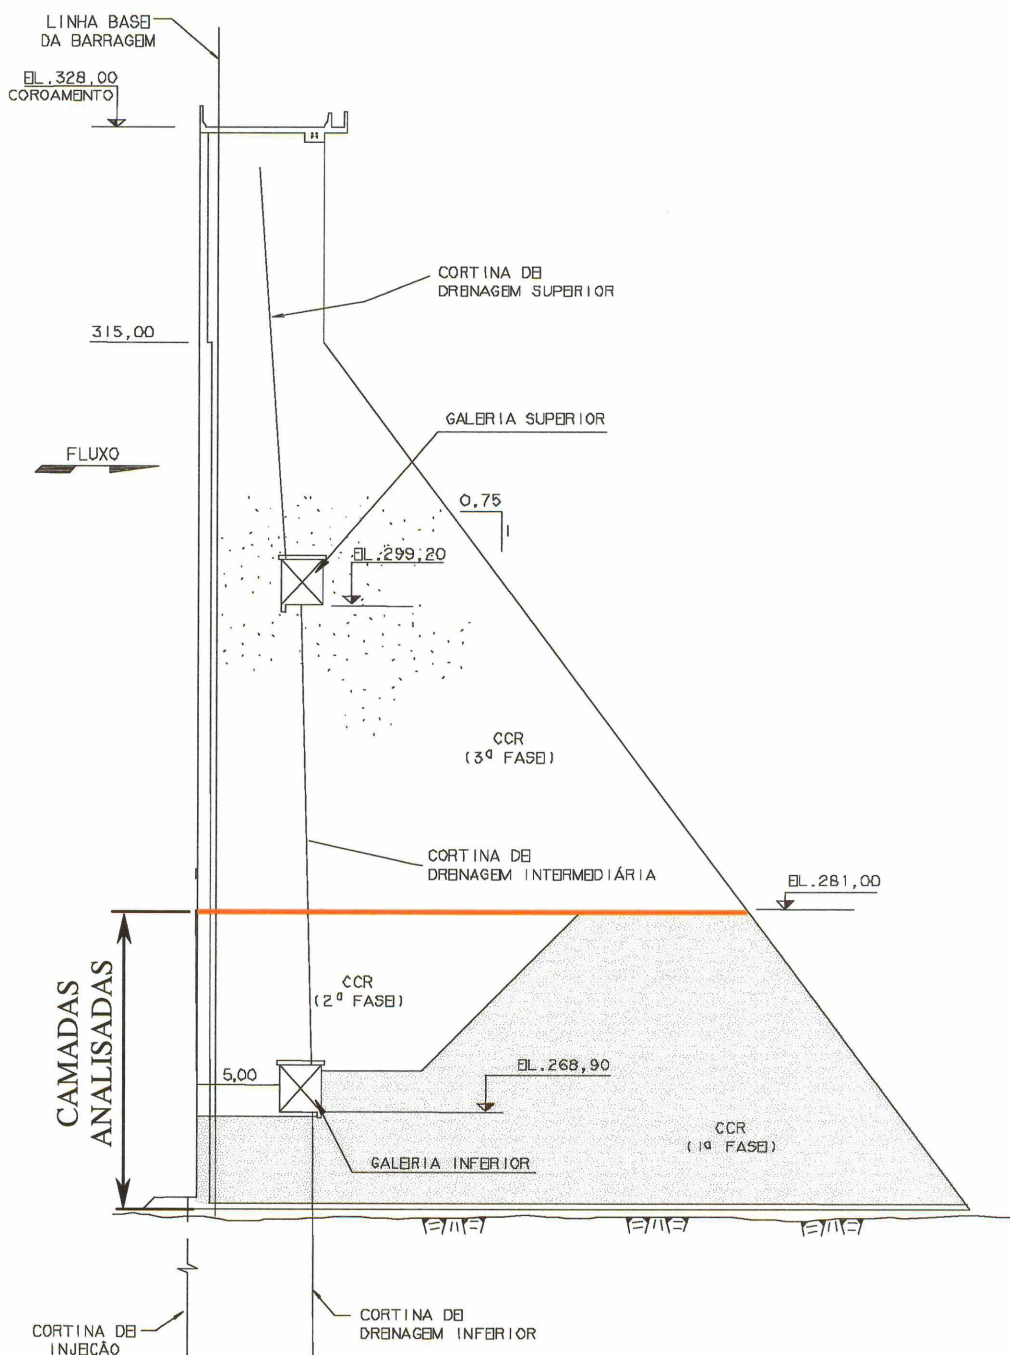 LINHA BASE
DA BARRAGEM
EL.328,00
COROAMENTO
CORTINA DE
DRENAGEM SUPERIOR
315,00
GALERIA SUPERIOR
FLUXO
0,75
1
EL.299,20
CCR
(3ª FASE)
CORTINA DE
DRENAGEM INTERMEDIÁRIA
EL.281,00
CAMADAS
ANALISADAS
CCR
(2ª FASE)
5,00
EL.268,90
CCR
(1ª FASE)
GALERIA INFERIOR
CORTINA DE
DRENAGEM INFERIOR
CORTINA DE
INJEÇÃO